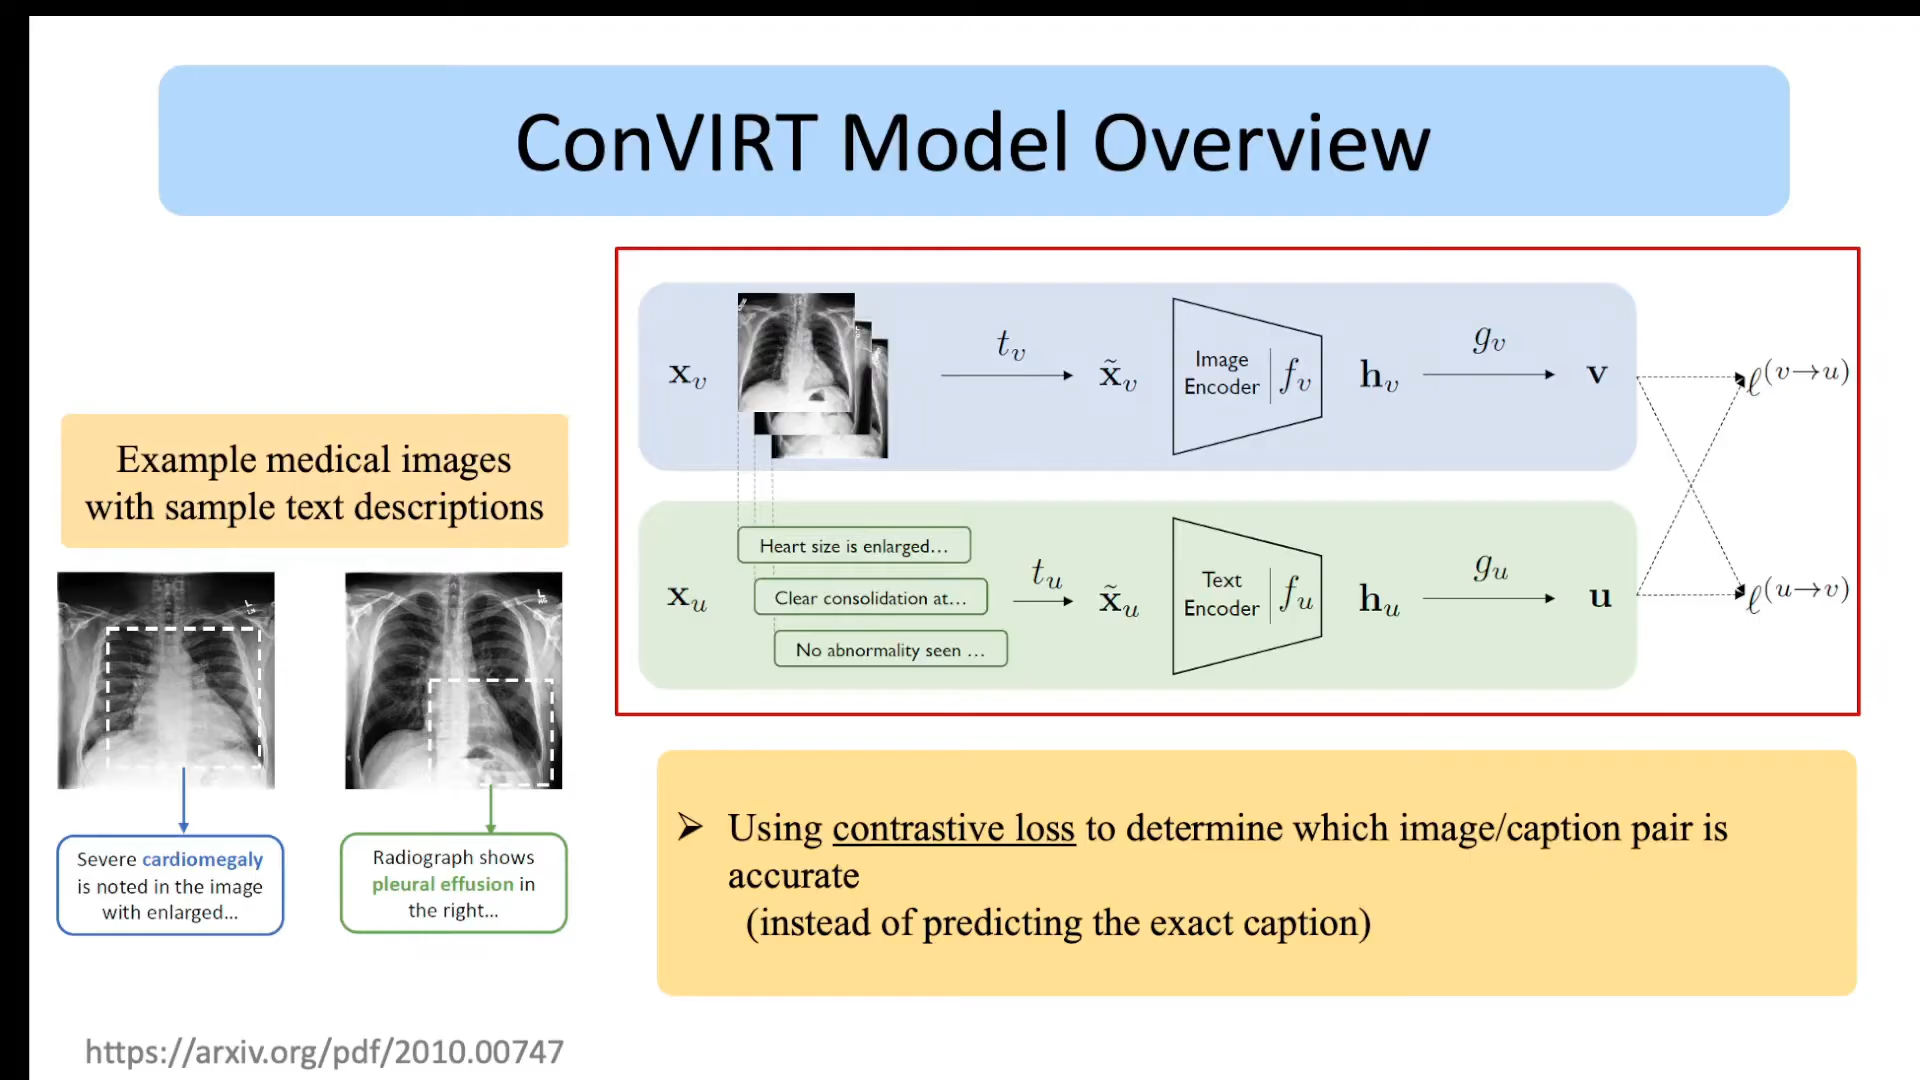 ConVIRT Model Overview
Example medical images
with sample text descriptions
Severe cardiomegaly
is noted in the image
with enlarged...
Radiograph shows
pleural effusion in
the right...
x_v
t_v
x̃_v
Image
Encoder
f_v
h_v
g_v
v
ℓ^(v→u)
x_u
Heart size is enlarged...
Clear consolidation at...
No abnormality seen ...
t_u
x̃_u
Text
Encoder
f_u
h_u
g_u
u
ℓ^(u→v)
➢ Using contrastive loss to determine which image/caption pair is
accurate
(instead of predicting the exact caption)
https://arxiv.org/pdf/2010.00747